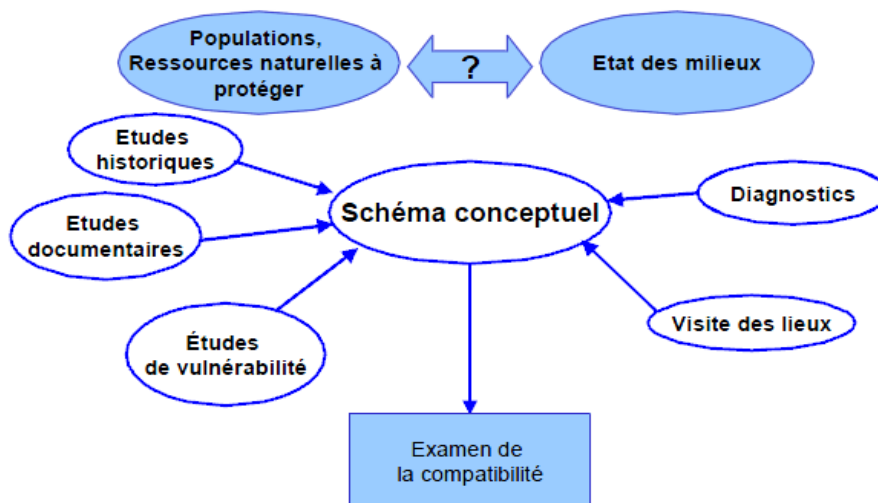 Populations,
Ressources naturelles à
protéger
?
Etat des milieux
Etudes
historiques
Etudes
documentaires
Études
de vulnérabilité
Schéma conceptuel
Diagnostics
Visite des lieux
Examen de
la compatibilité